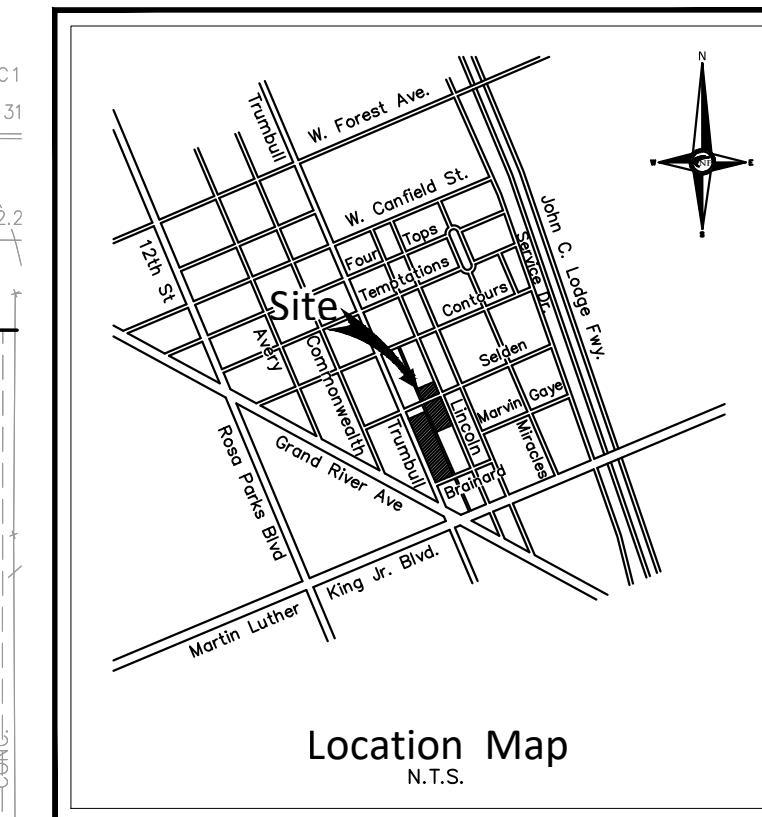 C1
31
2.2
CONC.
N
W
E
S
Trumbull
W. Forest Ave.
W. Canfield St.
John C. Lodge Fwy.
Service Dr.
12th St
Four
Tops
Temptations
Contours
Site
Avery
Commonwealth
Selden
Marvin Gaye
Lincoln
Miracles
Trumbull
Brainard
Grand River Ave
Rosa Parks Blvd
Martin Luther King Jr. Blvd.
Location Map
N.T.S.